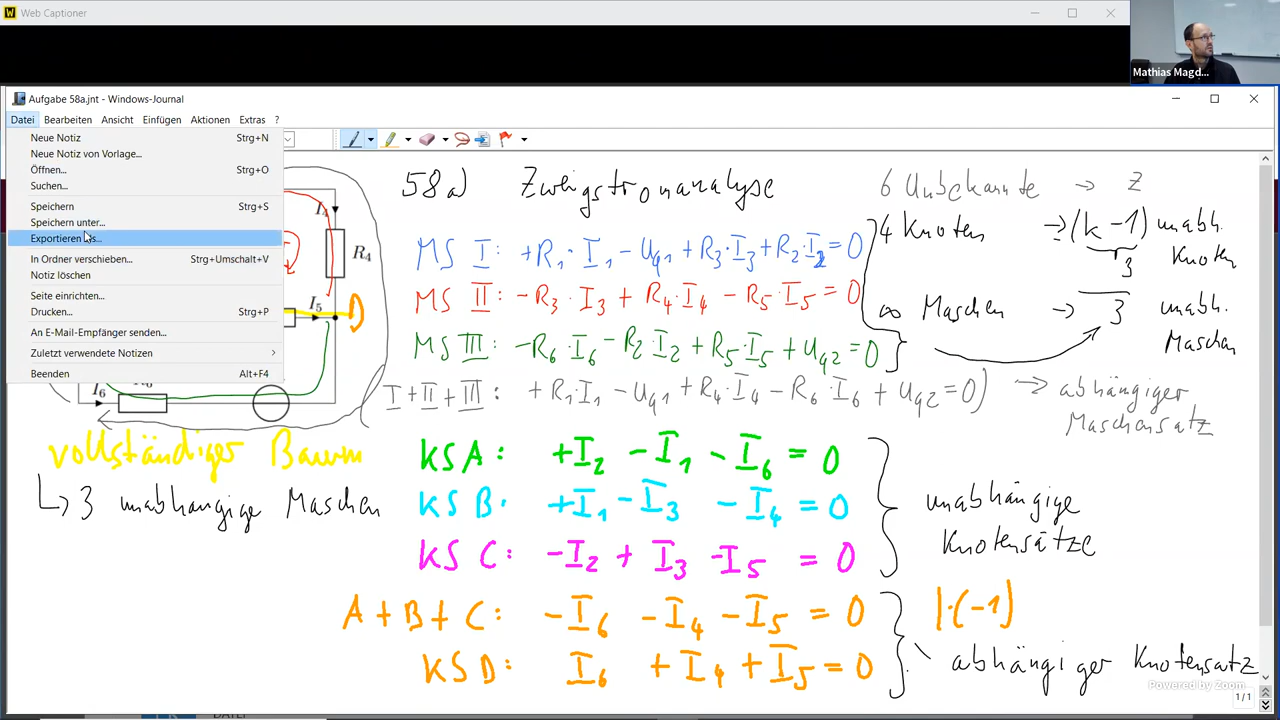 Web Captioner
Mathias Magd...
Aufgabe 58a.jnt - Windows-Journal
Datei Bearbeiten Ansicht Einfügen Aktionen Extras ?
Neue Notiz Strg+N
Neue Notiz von Vorlage...
Öffnen... Strg+O
Suchen...
Speichern Strg+S
Speichern unter...
Exportieren als...
In Ordner verschieben... Strg+Umschalt+V
Notiz löschen
Seite einrichten...
Drucken... Strg+P
An E-Mail-Empfänger senden...
Zuletzt verwendete Notizen
Beenden Alt+F4
I4
R4
I5 D
I6
vollständiger Baum
↳ 3 unabhängige Maschen
58a) Zweigstromanalyse
MS I: +R1·I1 - Uq1 + R3·I3 + R2·I2 = 0
MS II: -R3·I3 + R4·I4 - R5·I5 = 0
MS III: -R6·I6 - R2·I2 + R5·I5 + Uq2 = 0
I+II+III: +R1·I1 - Uq1 + R4·I4 - R6·I6 + Uq2 = 0) → abhängiger
Maschensatz
6 Unbekannte → z
4 Knoten → (k-1) unabh.
3 Knoten
∞ Maschen → 3 unabh.
Maschen
KS A: +I2 - I1 - I6 = 0
KS B: +I1 - I3 - I4 = 0
KS C: -I2 + I3 - I5 = 0
unabhängige
Knotensätze
A+B+C: -I6 - I4 - I5 = 0 |·(-1)
KS D: I6 + I4 + I5 = 0
abhängiger Knotensatz
Powered by Zoom
1/1